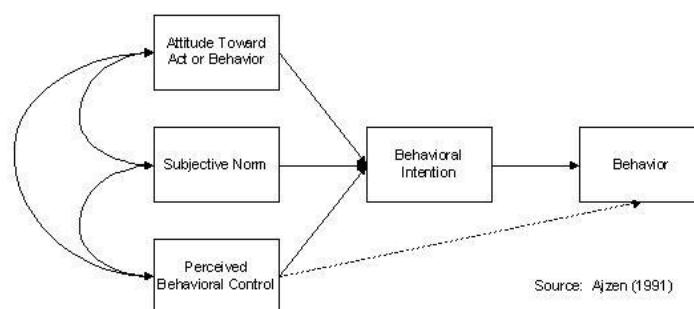 Attitude Toward
Act or Behavior
Subjective Norm
Behavioral
Intention
Behavior
Perceived
Behavioral Control
Source: Ajzen (1991)